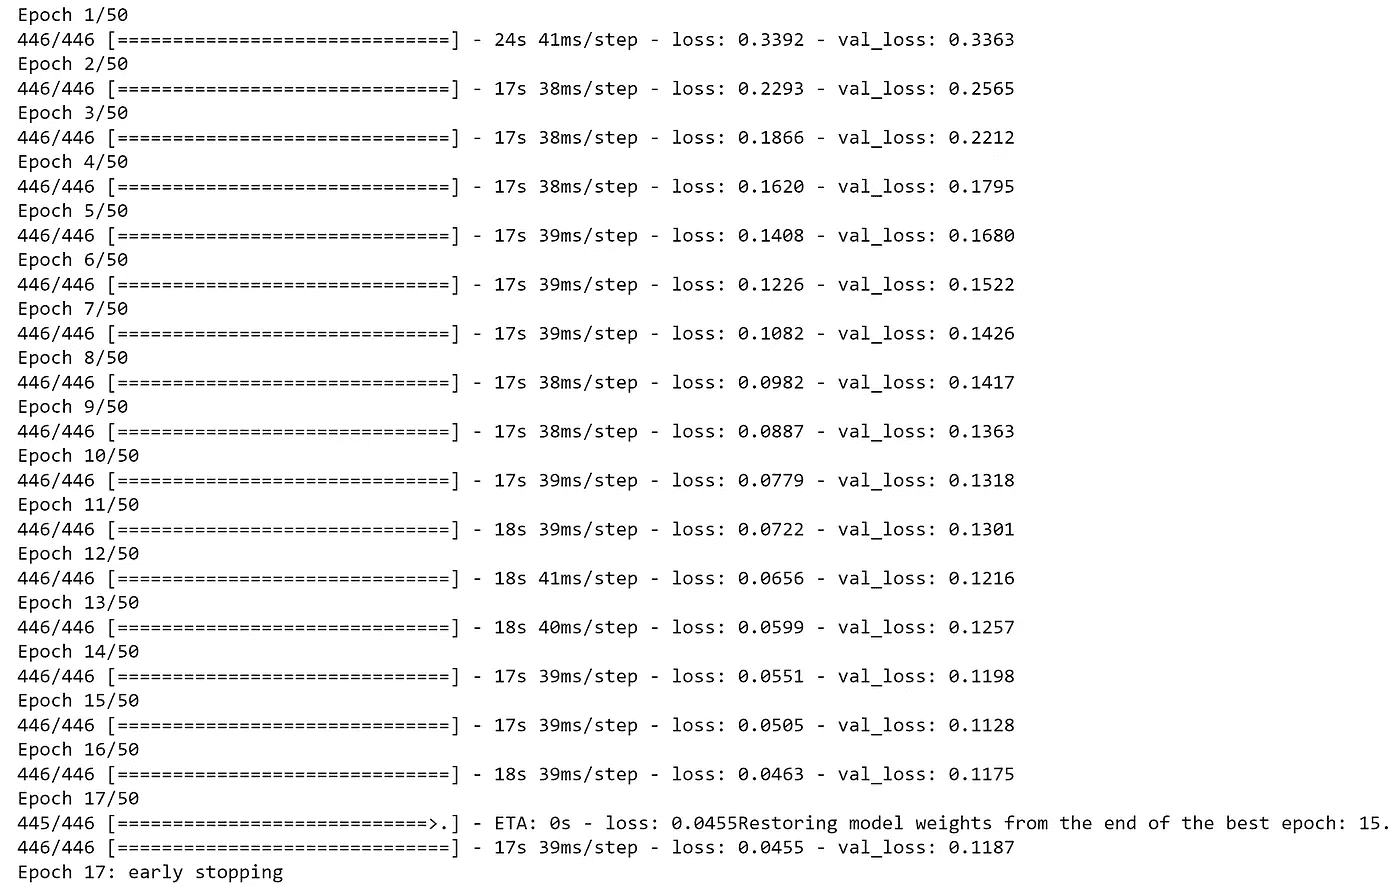 Epoch 1/50
446/446 [==============================] - 24s 41ms/step - loss: 0.3392 - val_loss: 0.3363
Epoch 2/50
446/446 [==============================] - 17s 38ms/step - loss: 0.2293 - val_loss: 0.2565
Epoch 3/50
446/446 [==============================] - 17s 38ms/step - loss: 0.1866 - val_loss: 0.2212
Epoch 4/50
446/446 [==============================] - 17s 38ms/step - loss: 0.1620 - val_loss: 0.1795
Epoch 5/50
446/446 [==============================] - 17s 39ms/step - loss: 0.1408 - val_loss: 0.1680
Epoch 6/50
446/446 [==============================] - 17s 39ms/step - loss: 0.1226 - val_loss: 0.1522
Epoch 7/50
446/446 [==============================] - 17s 39ms/step - loss: 0.1082 - val_loss: 0.1426
Epoch 8/50
446/446 [==============================] - 17s 38ms/step - loss: 0.0982 - val_loss: 0.1417
Epoch 9/50
446/446 [==============================] - 17s 38ms/step - loss: 0.0887 - val_loss: 0.1363
Epoch 10/50
446/446 [==============================] - 17s 39ms/step - loss: 0.0779 - val_loss: 0.1318
Epoch 11/50
446/446 [==============================] - 18s 39ms/step - loss: 0.0722 - val_loss: 0.1301
Epoch 12/50
446/446 [==============================] - 18s 41ms/step - loss: 0.0656 - val_loss: 0.1216
Epoch 13/50
446/446 [==============================] - 18s 40ms/step - loss: 0.0599 - val_loss: 0.1257
Epoch 14/50
446/446 [==============================] - 17s 39ms/step - loss: 0.0551 - val_loss: 0.1198
Epoch 15/50
446/446 [==============================] - 17s 39ms/step - loss: 0.0505 - val_loss: 0.1128
Epoch 16/50
446/446 [==============================] - 18s 39ms/step - loss: 0.0463 - val_loss: 0.1175
Epoch 17/50
445/446 [============================>.] - ETA: 0s - loss: 0.0455Restoring model weights from the end of the best epoch: 15.
446/446 [==============================] - 17s 39ms/step - loss: 0.0455 - val_loss: 0.1187
Epoch 17: early stopping